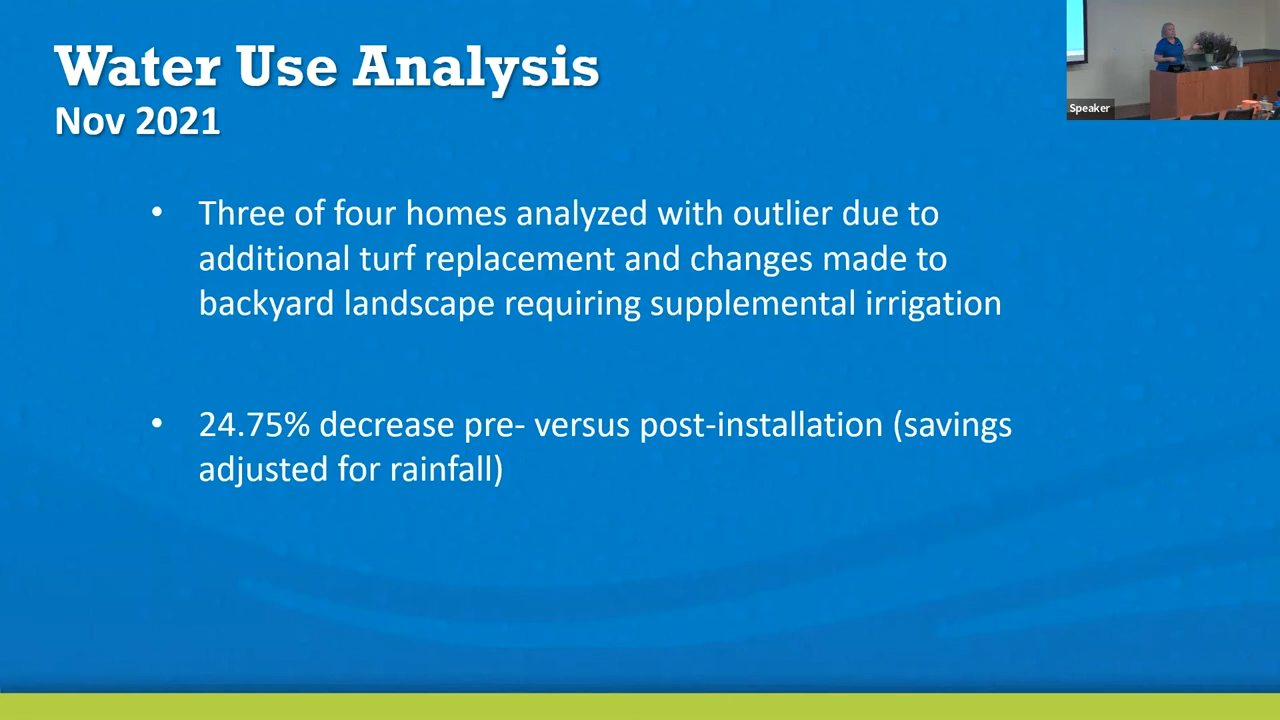 Water Use Analysis
Nov 2021
Speaker
• Three of four homes analyzed with outlier due to
additional turf replacement and changes made to
backyard landscape requiring supplemental irrigation
• 24.75% decrease pre- versus post-installation (savings
adjusted for rainfall)